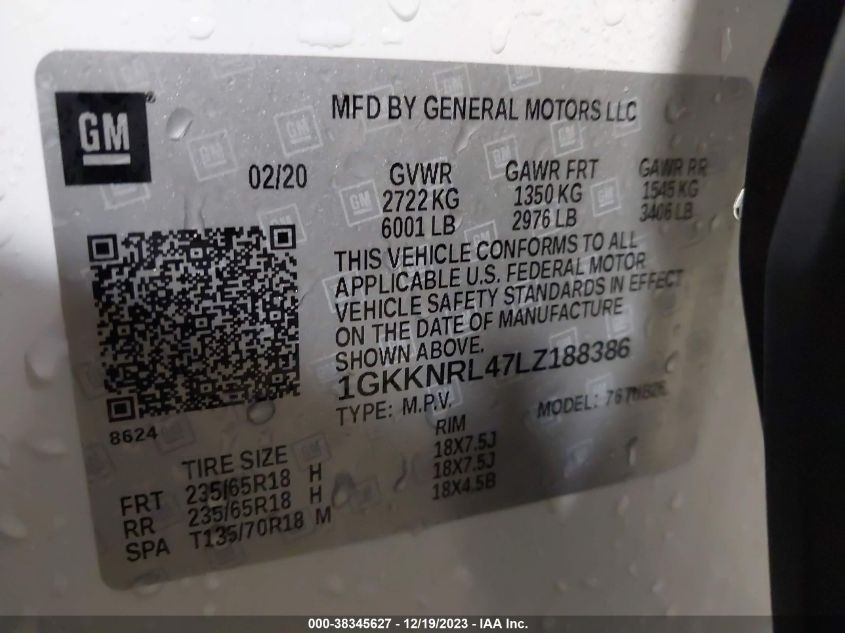 GM
MFD BY GENERAL MOTORS LLC
02/20
GVWR GAWR FRT GAWR RR
2722 KG 1350 KG 1545 KG
6001 LB 2976 LB 3406 LB
THIS VEHICLE CONFORMS TO ALL
APPLICABLE U.S. FEDERAL MOTOR
VEHICLE SAFETY STANDARDS IN EFFECT
ON THE DATE OF MANUFACTURE
SHOWN ABOVE.
1GKKNRL47LZ188386
TYPE: M.P.V. MODEL:
8624
TIRE SIZE RIM
FRT 235/65R18 H 18X7.5J
RR 235/65R18 H 18X7.5J
SPA T135/70R18 M 18X4.5B
000-38345627 - 12/19/2023 - IAA Inc.